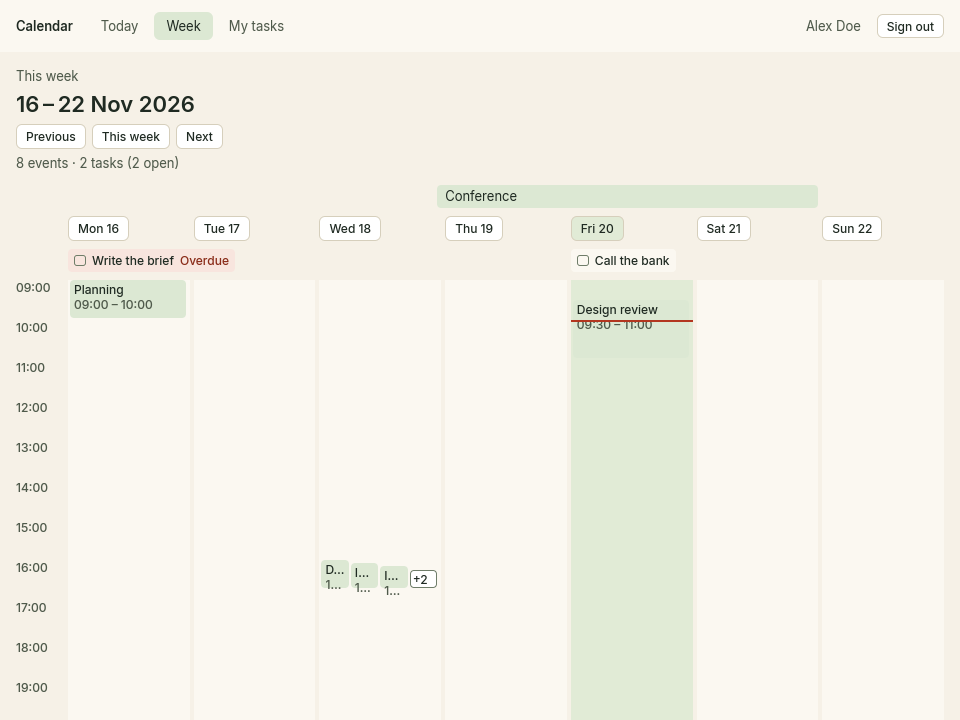 Calendar Today Week My tasks Alex Doe Sign out
This week
16 – 22 Nov 2026
Previous This week Next
8 events · 2 tasks (2 open)
Conference
Mon 16 Tue 17 Wed 18 Thu 19 Fri 20 Sat 21 Sun 22
Write the brief Overdue Call the bank
09:00
Planning
09:00 – 10:00
Design review
09:30 – 11:00
10:00
11:00
12:00
13:00
14:00
15:00
16:00
D... I... I... +2
1... 1... 1...
17:00
18:00
19:00